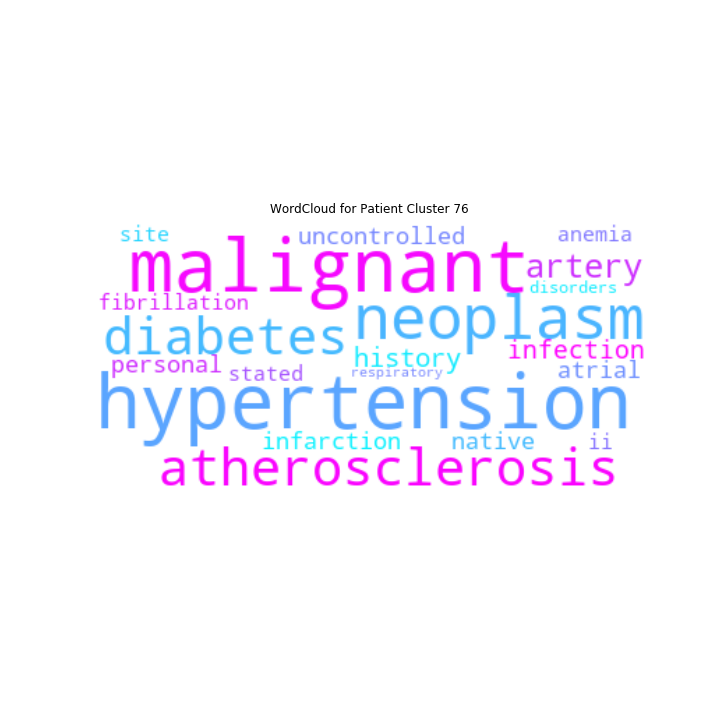 WordCloud for Patient Cluster 76
site uncontrolled anemia
malignant artery
disorders
fibrillation neoplasm
diabetes
history infection
personal stated respiratory atrial
hypertension
infarction native ii
atherosclerosis